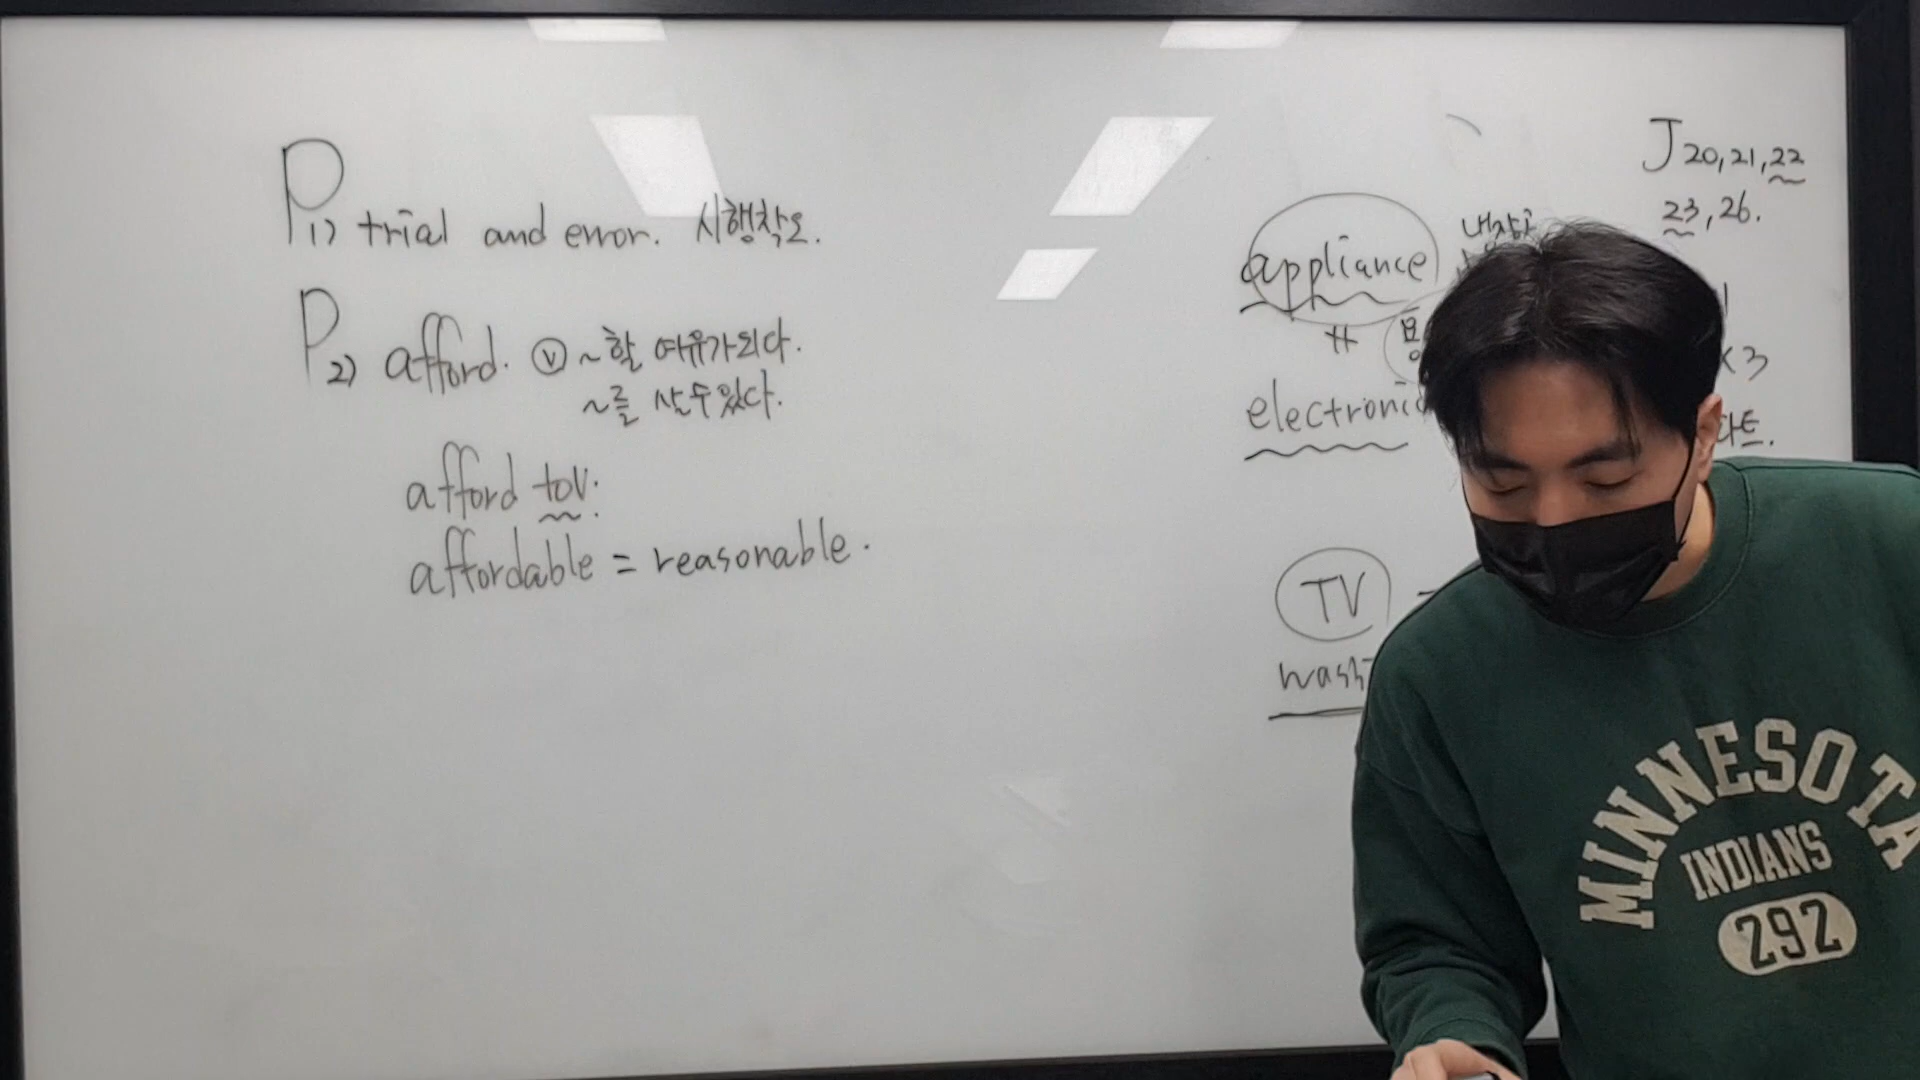 P1) trial and error. 시행착오.
P2) afford. ⓥ ~할 여유가되다.
~를 살수있다.
afford toV.
affordable = reasonable.
appliance
electronic
TV
J 20, 21, 22
23, 26.
MINNESOTA
INDIANS
292